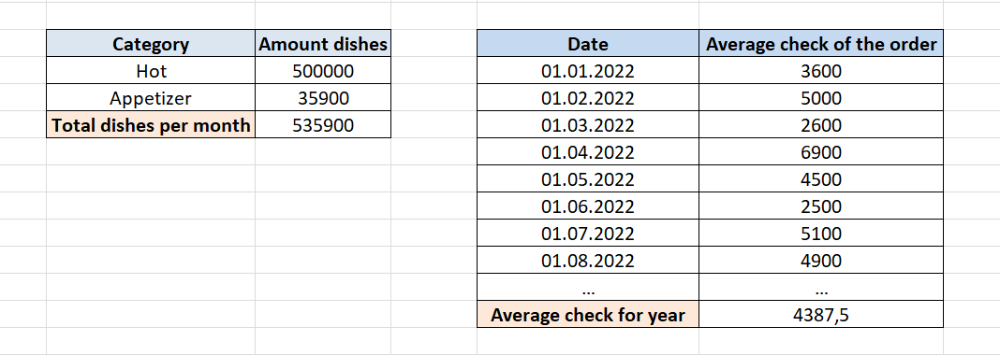 Category Amount dishes
Hot 500000
Appetizer 35900
Total dishes per month 535900
Date Average check of the order
01.01.2022 3600
01.02.2022 5000
01.03.2022 2600
01.04.2022 6900
01.05.2022 4500
01.06.2022 2500
01.07.2022 5100
01.08.2022 4900
... ...
Average check for year 4387,5